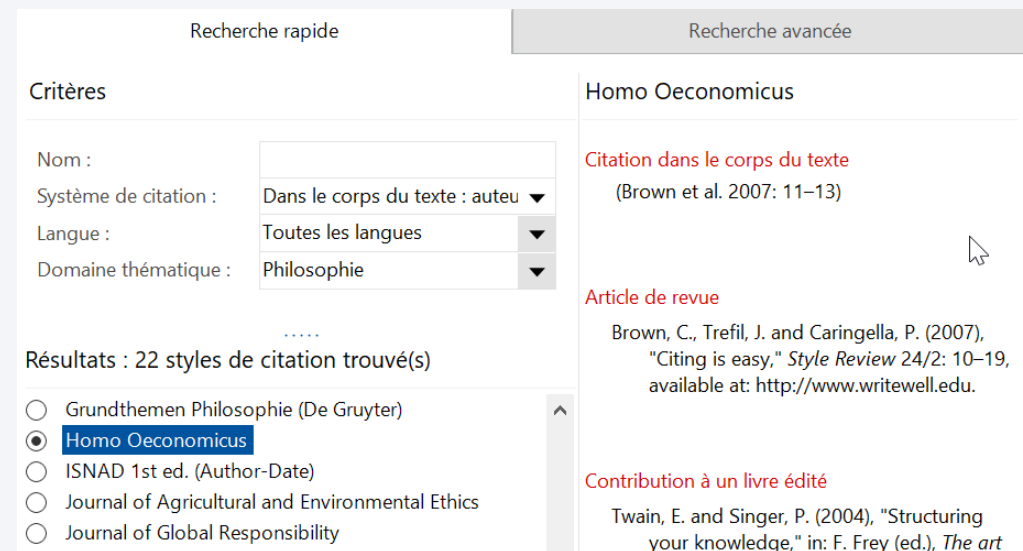 Recherche rapide
Recherche avancée
Critères
Nom :
Système de citation : Dans le corps du texte : auteu
Langue : Toutes les langues
Domaine thématique : Philosophie
.....
Résultats : 22 styles de citation trouvé(s)
Grundthemen Philosophie (De Gruyter)
Homo Oeconomicus
ISNAD 1st ed. (Author-Date)
Journal of Agricultural and Environmental Ethics
Journal of Global Responsibility
Homo Oeconomicus
Citation dans le corps du texte
(Brown et al. 2007: 11–13)
Article de revue
Brown, C., Trefil, J. and Caringella, P. (2007),
"Citing is easy," Style Review 24/2: 10–19,
available at: http://www.writewell.edu.
Contribution à un livre édité
Twain, E. and Singer, P. (2004), "Structuring
your knowledge," in: F. Frey (ed.), The art